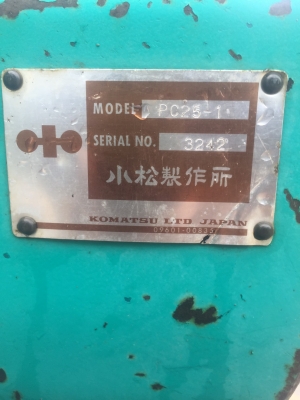 MODEL PC25-1
SERIAL NO. 3242
小松製作所
KOMATSU LTD JAPAN